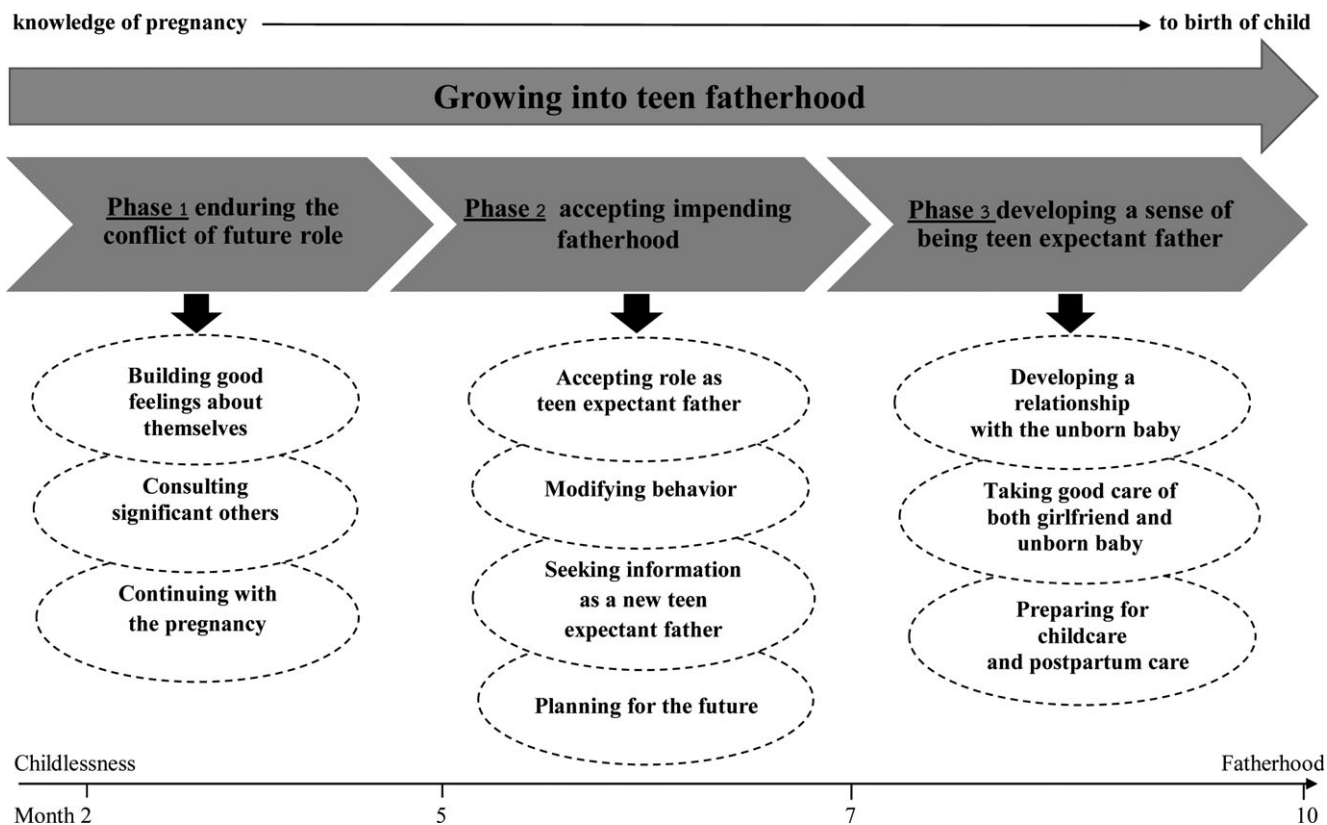 knowledge of pregnancy to birth of child
Growing into teen fatherhood
Phase 1 enduring the
conflict of future role
Phase 2 accepting impending
fatherhood
Phase 3 developing a sense of
being teen expectant father
Building good
feelings about
themselves
Consulting
significant others
Continuing with
the pregnancy
Accepting role as
teen expectant father
Modifying behavior
Seeking information
as a new teen
expectant father
Planning for the future
Developing a
relationship
with the unborn baby
Taking good care of
both girlfriend and
unborn baby
Preparing for
childcare
and postpartum care
Childlessness Fatherhood
Month 2 5 7 10